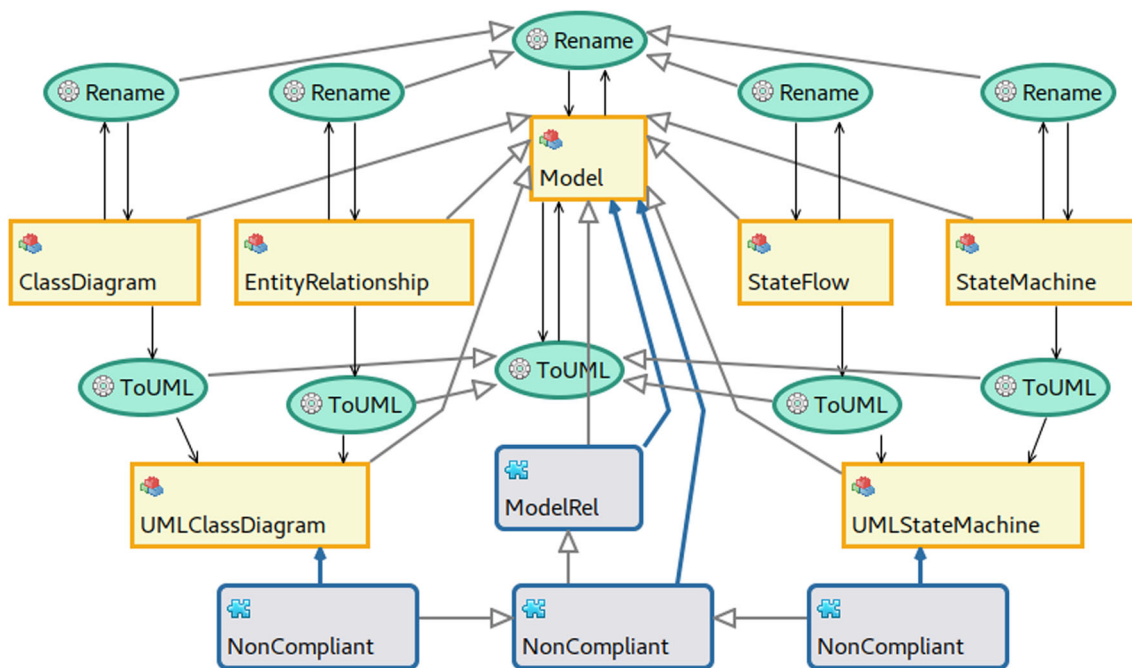 Rename
Rename
Rename
Rename
Rename
Model
ClassDiagram
EntityRelationship
StateFlow
StateMachine
ToUML
ToUML
ToUML
ToUML
ToUML
ModelRel
UMLClassDiagram
UMLStateMachine
NonCompliant
NonCompliant
NonCompliant